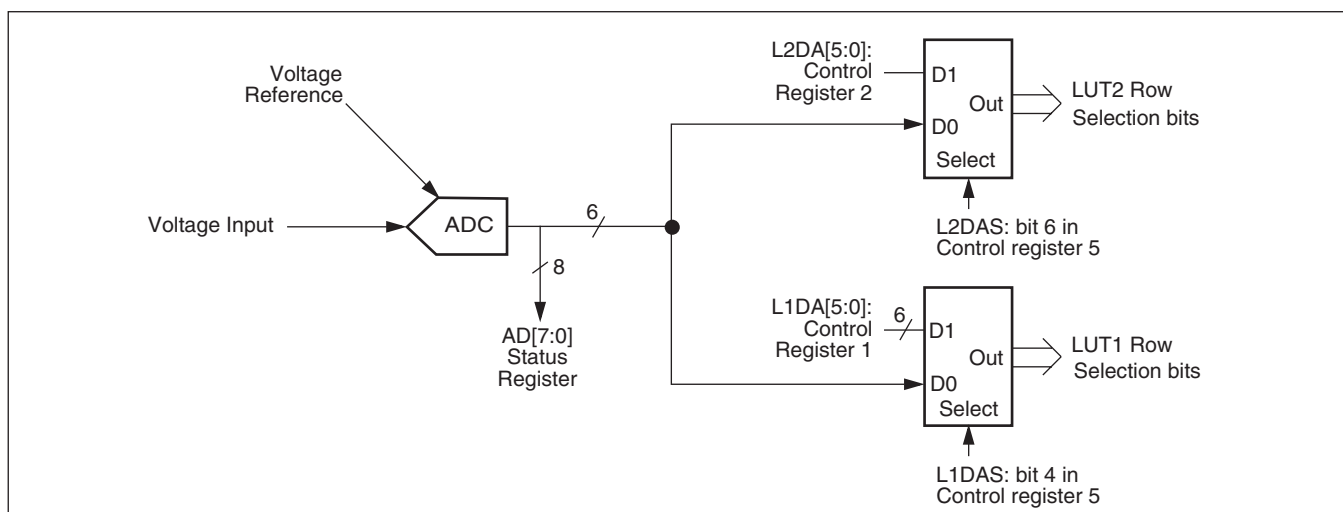 Voltage
Reference
Voltage Input
ADC
6
8
AD[7:0]
Status
Register
L2DA[5:0]:
Control
Register 2
D1
Out
D0
Select
LUT2 Row
Selection bits
L2DAS: bit 6 in
Control register 5
L1DA[5:0]:
Control
Register 1
6
D1
Out
D0
Select
LUT1 Row
Selection bits
L1DAS: bit 4 in
Control register 5